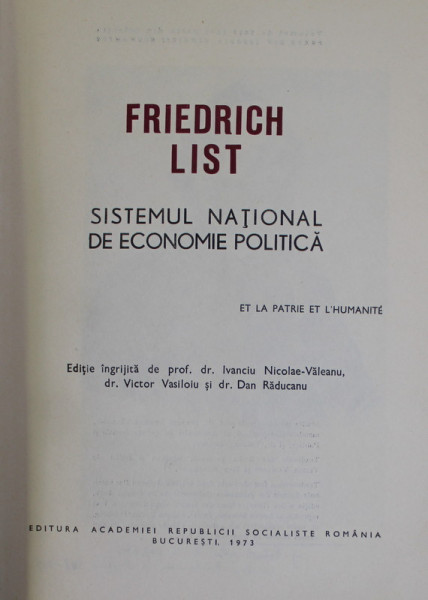 FRIEDRICH
LIST
SISTEMUL NAŢIONAL
DE ECONOMIE POLITICĂ
ET LA PATRIE ET L'HUMANITÉ
Ediţie îngrijită de prof. dr. Ivanciu Nicolae-Văleanu,
dr. Victor Vasiloiu şi dr. Dan Răducanu
EDITURA ACADEMIEI REPUBLICII SOCIALISTE ROMÂNIA
BUCUREŞTI, 1973